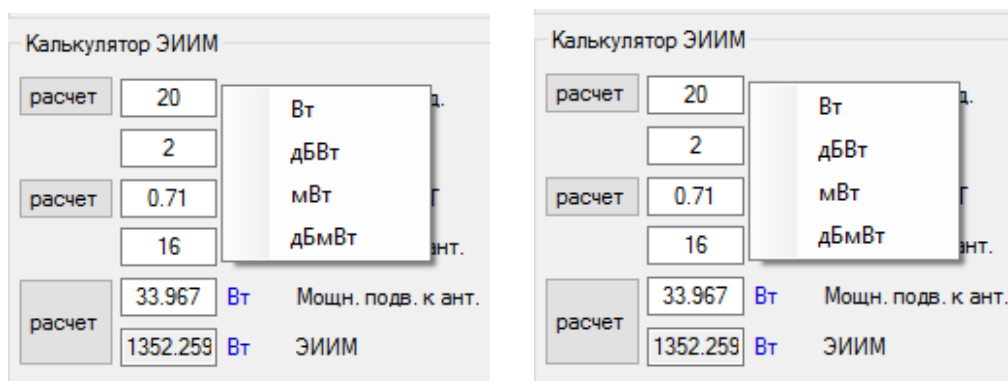 Калькулятор ЭИИМ
расчет 20 д.
Вт
2
дБВт
расчет 0.71
мВт
16 ант.
дБмВт
33.967 Вт Мощн. подв. к ант.
расчет
1352.259 Вт ЭИИМ
Калькулятор ЭИИМ
расчет 20 д.
Вт
2
дБВт
расчет 0.71
мВт
16 ант.
дБмВт
33.967 Вт Мощн. подв. к ант.
расчет
1352.259 Вт ЭИИМ